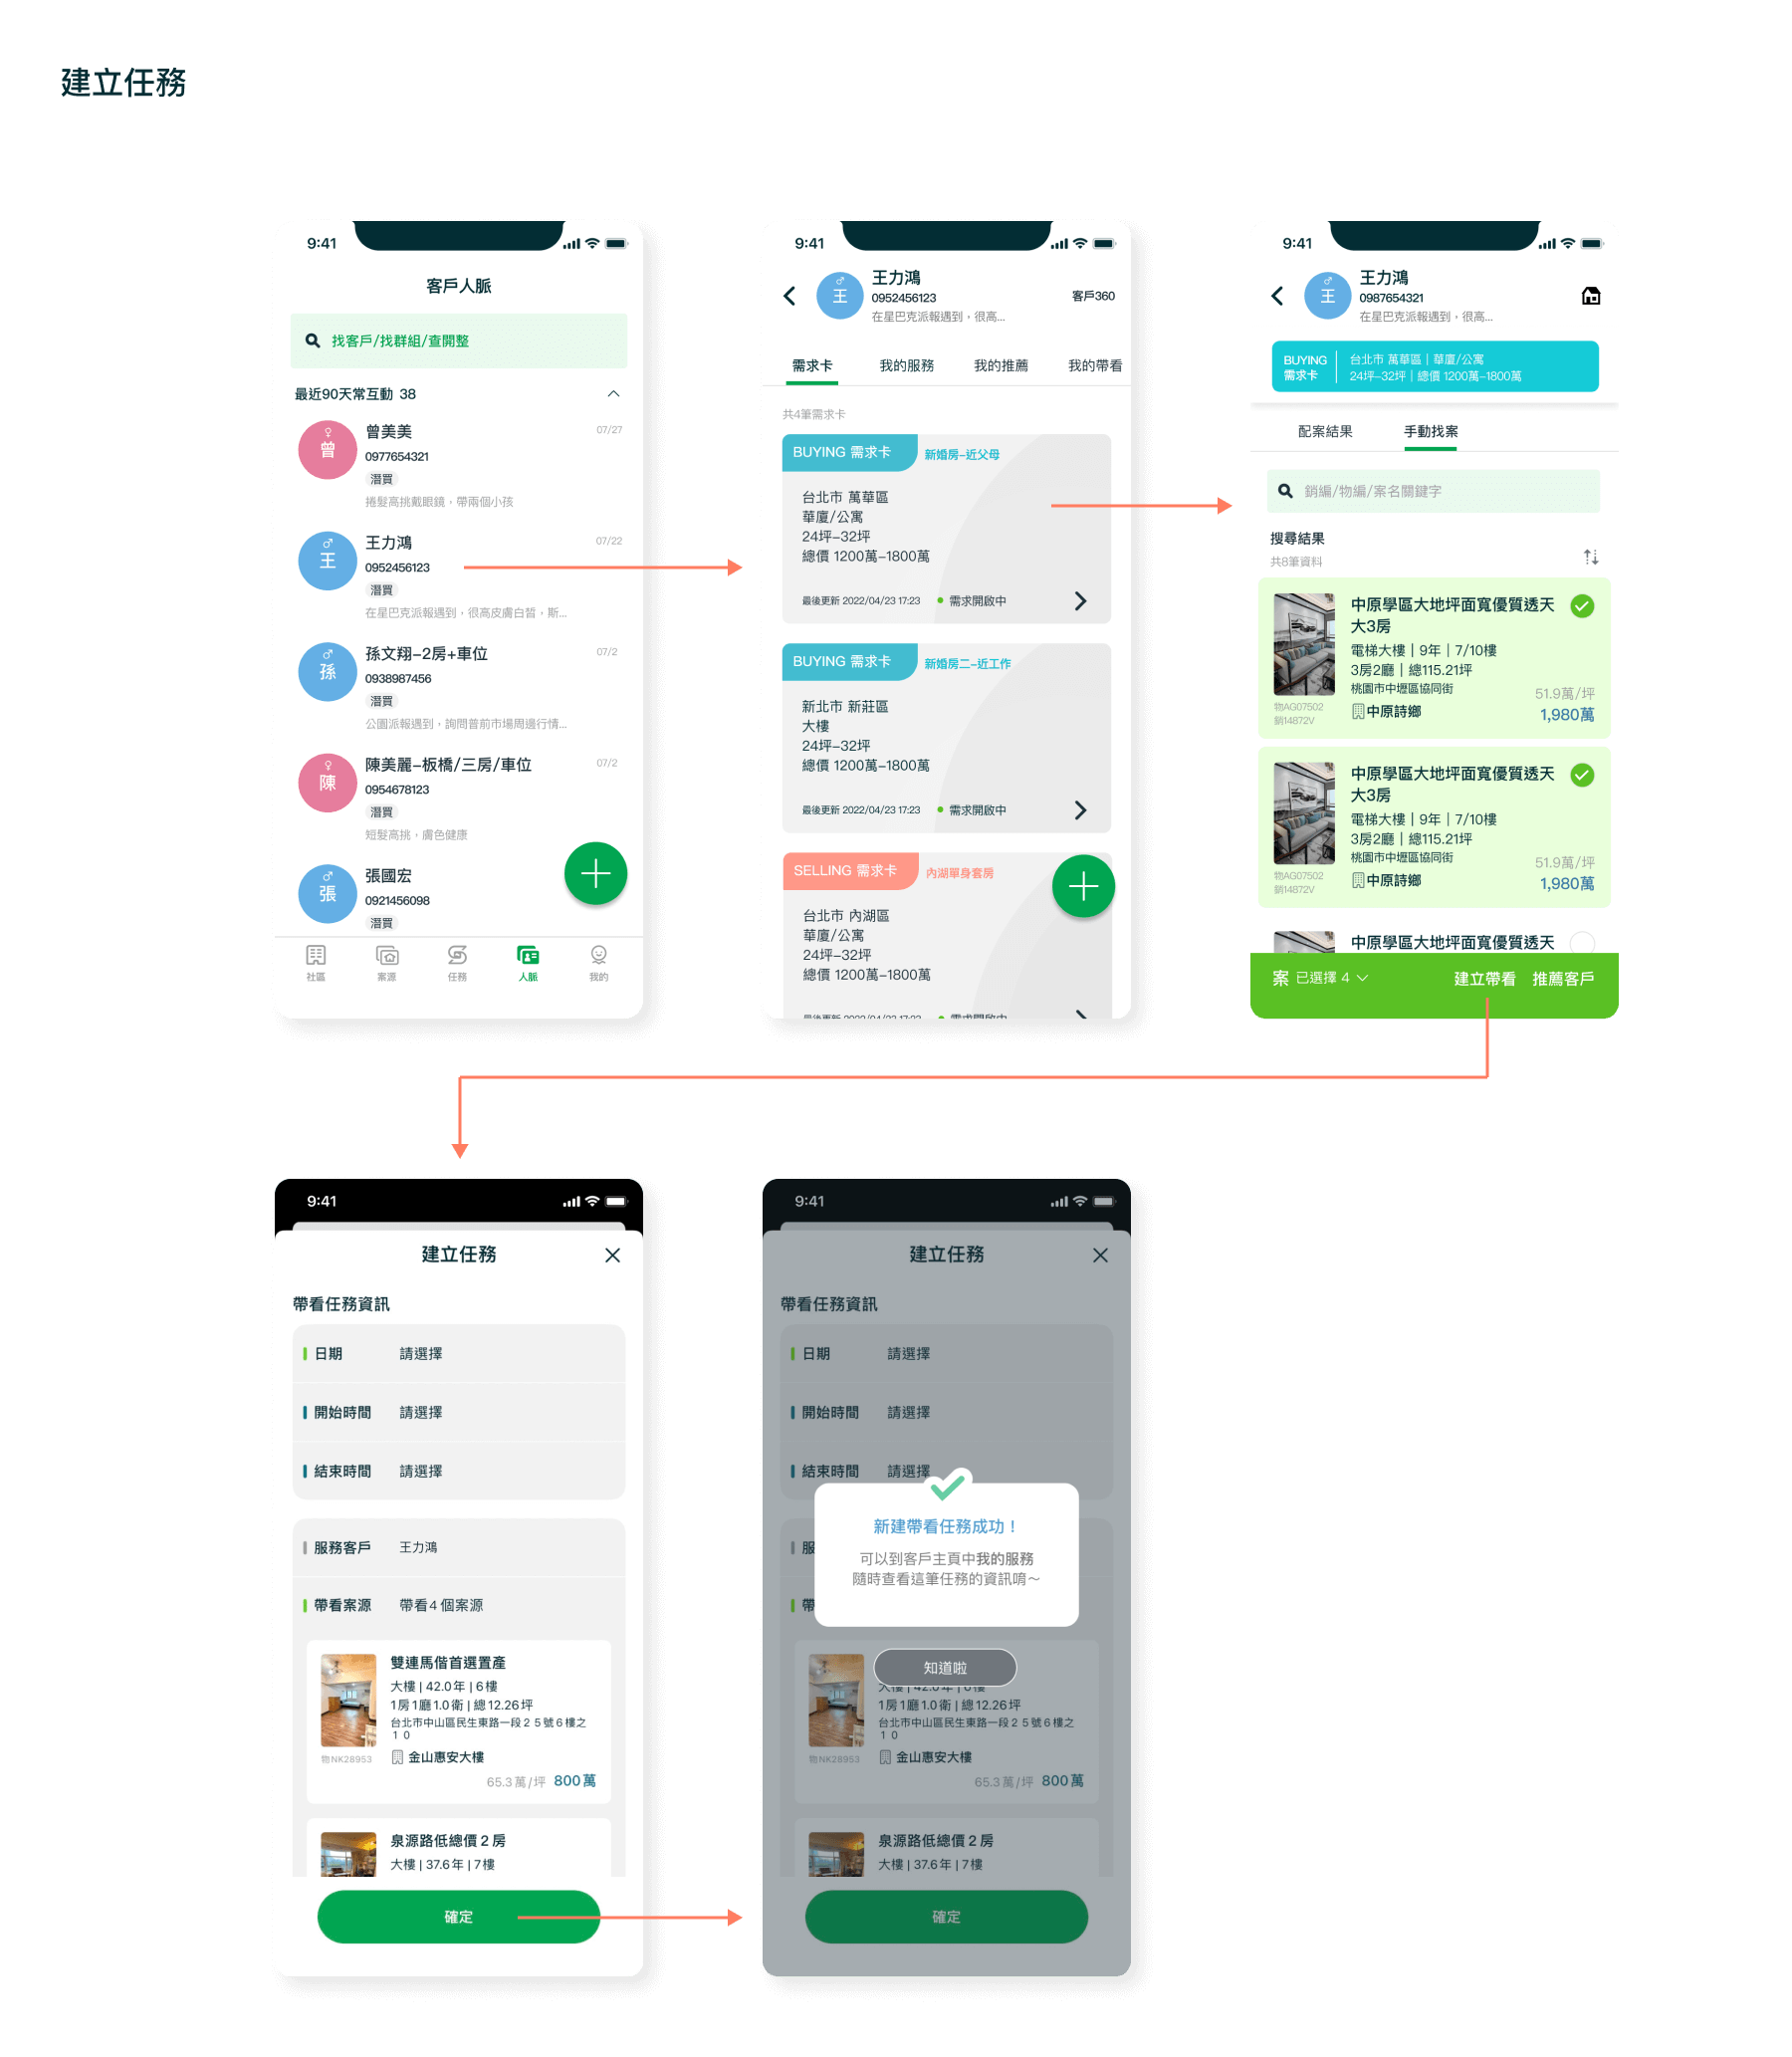 建立任務
9:41
客戶人脈
找客戶/找群組/查開整
最近90天常互動 38
曾
曾美美
07/27
0977654321
潛買
捲髮高挑戴眼鏡，帶兩個小孩
王
王力鴻
07/22
0952456123
潛買
在星巴克派報遇到，很高皮膚白皙，斯...
孫
孫文翔-2房+車位
07/2
0938987456
潛買
公園派報遇到，詢問普前市場周邊行情...
陳
陳美麗-板橋/三房/車位
07/2
0954678123
潛買
短髮高挑，膚色健康
張
張國宏
0921456098
潛買
社區
案源
任務
人脈
我的
9:41
王
王力鴻
0952456123
在星巴克派報遇到，很高...
客戶360
需求卡
我的服務
我的推薦
我的帶看
共4筆需求卡
BUYING 需求卡
新婚房-近父母
台北市 萬華區
華廈/公寓
24坪-32坪
總價 1200萬-1800萬
最後更新 2022/04/23 17:23
需求開啟中
BUYING 需求卡
新婚房二-近工作
新北市 新莊區
大樓
24坪-32坪
總價 1200萬-1800萬
最後更新 2022/04/23 17:23
需求開啟中
SELLING 需求卡
內湖單身套房
台北市 內湖區
華廈/公寓
24坪-32坪
總價 1200萬-1800萬
最後更新 2022/04/23 17:23
需求開啟中
9:41
王
王力鴻
0987654321
在星巴克派報遇到，很高...
BUYING
需求卡
台北市 萬華區｜華廈/公寓
24坪-32坪｜總價 1200萬-1800萬
配案結果
手動找案
銷編/物編/案名關鍵字
搜尋結果
共8筆資料
中原學區大地坪面寬優質透天
大3房
電梯大樓｜9年｜7/10樓
3房2廳｜總115.21坪
桃園市中壢區協同街
51.9萬/坪
物AG07502
銷14872V
中原詩鄉
1,980萬
中原學區大地坪面寬優質透天
大3房
電梯大樓｜9年｜7/10樓
3房2廳｜總115.21坪
桃園市中壢區協同街
51.9萬/坪
物AG07502
銷14872V
中原詩鄉
1,980萬
中原學區大地坪面寬優質透天
案 已選擇 4
建立帶看
推薦客戶
9:41
建立任務
帶看任務資訊
日期 請選擇
開始時間 請選擇
結束時間 請選擇
服務客戶 王力鴻
帶看案源 帶看4個案源
雙連馬偕首選置產
大樓 | 42.0年 | 6樓
1房1廳1.0衛 | 總12.26坪
台北市中山區民生東路一段２５號６樓之
１０
物NK28953
金山惠安大樓
65.3萬/坪 800萬
泉源路低總價２房
大樓 | 37.6年 | 7樓
確定
9:41
建立任務
帶看任務資訊
日期 請選擇
開始時間 請選擇
結束時間 請選擇
新建帶看任務成功！
可以到客戶主頁中我的服務
隨時查看這筆任務的資訊唷～
服
帶
知道啦
大樓 | 42.0年 | 6樓
1房1廳1.0衛 | 總12.26坪
台北市中山區民生東路一段２５號６樓之
１０
物NK28953
金山惠安大樓
65.3萬/坪 800萬
泉源路低總價２房
大樓 | 37.6年 | 7樓
確定